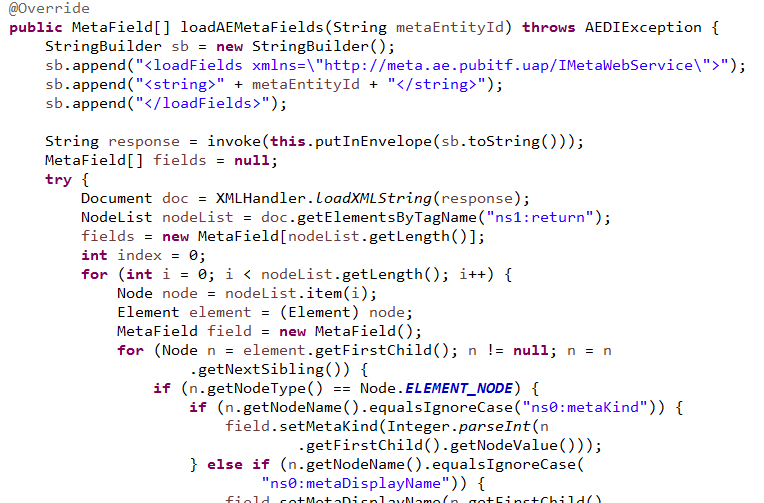 @Override
public MetaField[] loadAEMetaFields(String metaEntityId) throws AEDIException {
    StringBuilder sb = new StringBuilder();
    sb.append("<loadFields xmlns=\"http://meta.ae.pubitf.uap/IMetaWebService\">");
    sb.append("<string>" + metaEntityId + "</string>");
    sb.append("</loadFields>");

    String response = invoke(this.putInEnvelope(sb.toString()));
    MetaField[] fields = null;
    try {
        Document doc = XMLHandler.loadXMLString(response);
        NodeList nodeList = doc.getElementsByTagName("ns1:return");
        fields = new MetaField[nodeList.getLength()];
        int index = 0;
        for (int i = 0; i < nodeList.getLength(); i++) {
            Node node = nodeList.item(i);
            Element element = (Element) node;
            MetaField field = new MetaField();
            for (Node n = element.getFirstChild(); n != null; n = n
                    .getNextSibling()) {
                if (n.getNodeType() == Node.ELEMENT_NODE) {
                    if (n.getNodeName().equalsIgnoreCase("ns0:metaKind")) {
                        field.setMetaKind(Integer.parseInt(n
                                .getFirstChild().getNodeValue()));
                    } else if (n.getNodeName().equalsIgnoreCase(
                            "ns0:metaDisplayName")) {
                        field.setMetaDisplayName(n.getFirstChild()